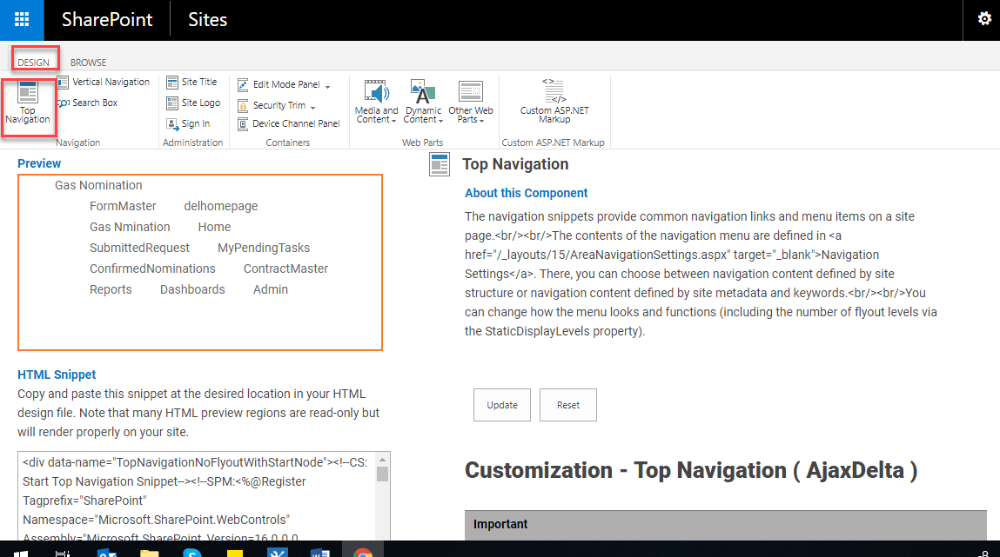 SharePoint Sites
DESIGN BROWSE
Top
Navigation
Vertical Navigation
Search Box
Navigation
Site Title
Site Logo
Sign In
Administration
Edit Mode Panel
Security Trim
Device Channel Panel
Containers
Media and
Content
Dynamic
Content
Other Web
Parts
Web Parts
Custom ASP.NET
Markup
Custom ASP.NET Markup
Preview
Gas Nomination
FormMaster delhomepage
Gas Nmination Home
SubmittedRequest MyPendingTasks
ConfirmedNominations ContractMaster
Reports Dashboards Admin
HTML Snippet
Copy and paste this snippet at the desired location in your HTML
design file. Note that many HTML preview regions are read-only but
will render properly on your site.
<div data-name="TopNavigationNoFlyoutWithStartNode"><!--CS:
Start Top Navigation Snippet--><!--SPM:<%@Register
Tagprefix="SharePoint"
Namespace="Microsoft.SharePoint.WebControls"
Assembly="Microsoft.SharePoint, Version=16.0.0.0,
Top Navigation
About this Component
The navigation snippets provide common navigation links and menu items on a site
page.<br/><br/>The contents of the navigation menu are defined in <a
href="/_layouts/15/AreaNavigationSettings.aspx" target="_blank">Navigation
Settings</a>. There, you can choose between navigation content defined by site
structure or navigation content defined by site metadata and keywords.<br/><br/>You
can change how the menu looks and functions (including the number of flyout levels via
the StaticDisplayLevels property).
Update Reset
Customization - Top Navigation ( AjaxDelta )
Important